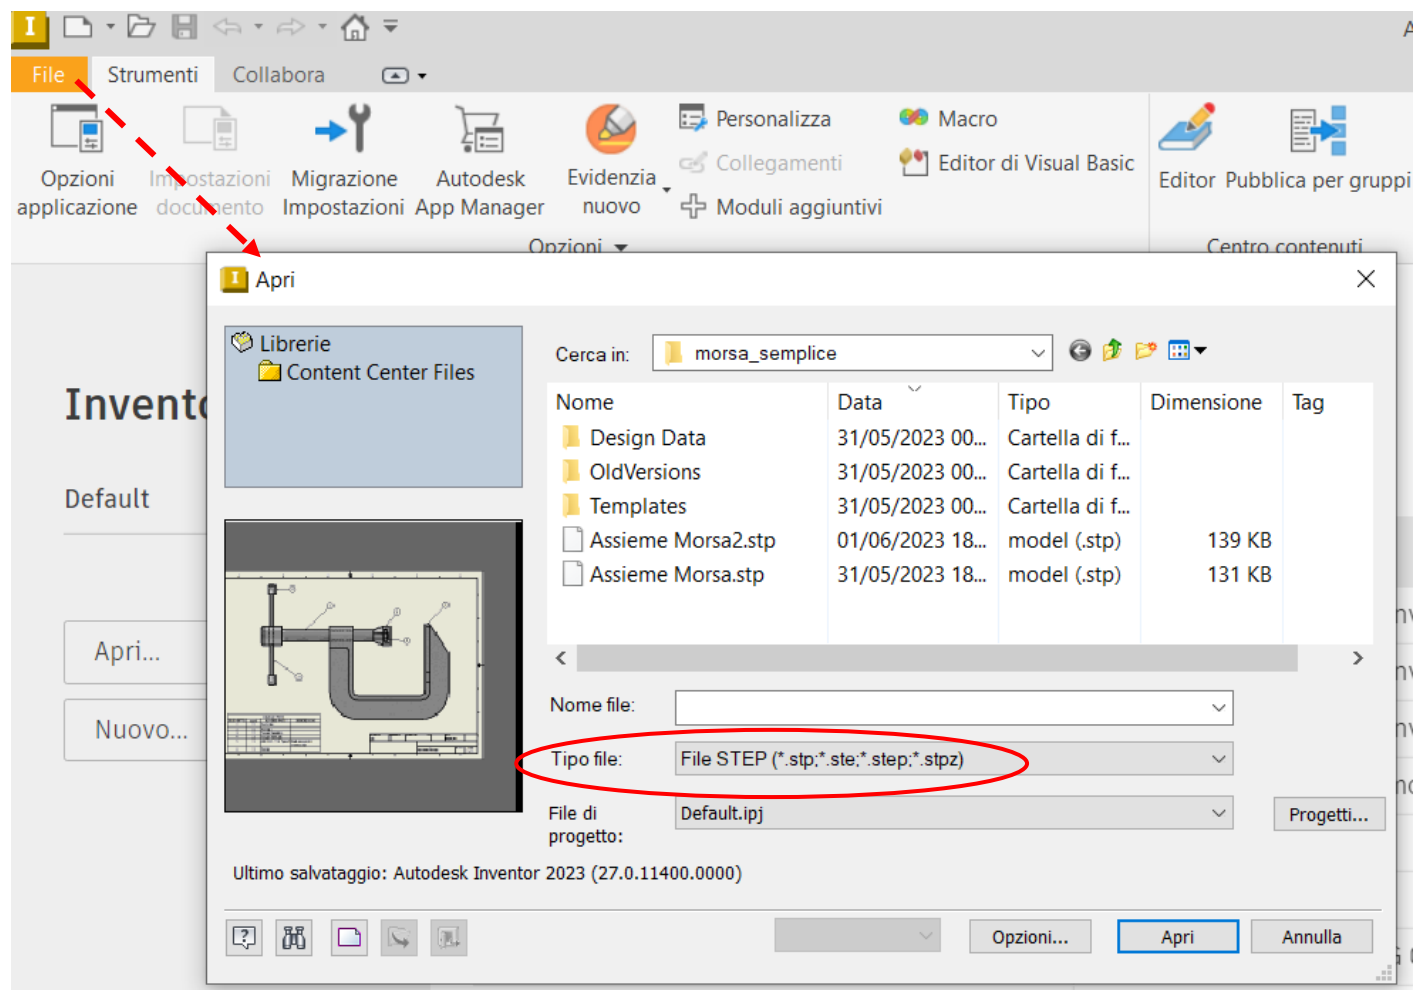 I
A
File Strumenti Collabora
Opzioni applicazione
Impostazioni documento
Migrazione Impostazioni
Autodesk App Manager
Evidenzia nuovo
Personalizza
Collegamenti
Moduli aggiuntivi
Macro
Editor di Visual Basic
Editor
Pubblica per gruppi
Opzioni
Centro contenuti
Invento
Default
Apri...
Nuovo...
I Apri
Librerie
Content Center Files
Cerca in: morsa_semplice
Nome Data Tipo Dimensione Tag
Design Data 31/05/2023 00... Cartella di f...
OldVersions 31/05/2023 00... Cartella di f...
Templates 31/05/2023 00... Cartella di f...
Assieme Morsa2.stp 01/06/2023 18... model (.stp) 139 KB
Assieme Morsa.stp 31/05/2023 18... model (.stp) 131 KB
Nome file:
Tipo file: File STEP (*.stp;*.ste;*.step;*.stpz)
File di progetto: Default.ipj Progetti...
Ultimo salvataggio: Autodesk Inventor 2023 (27.0.11400.0000)
Opzioni... Apri Annulla